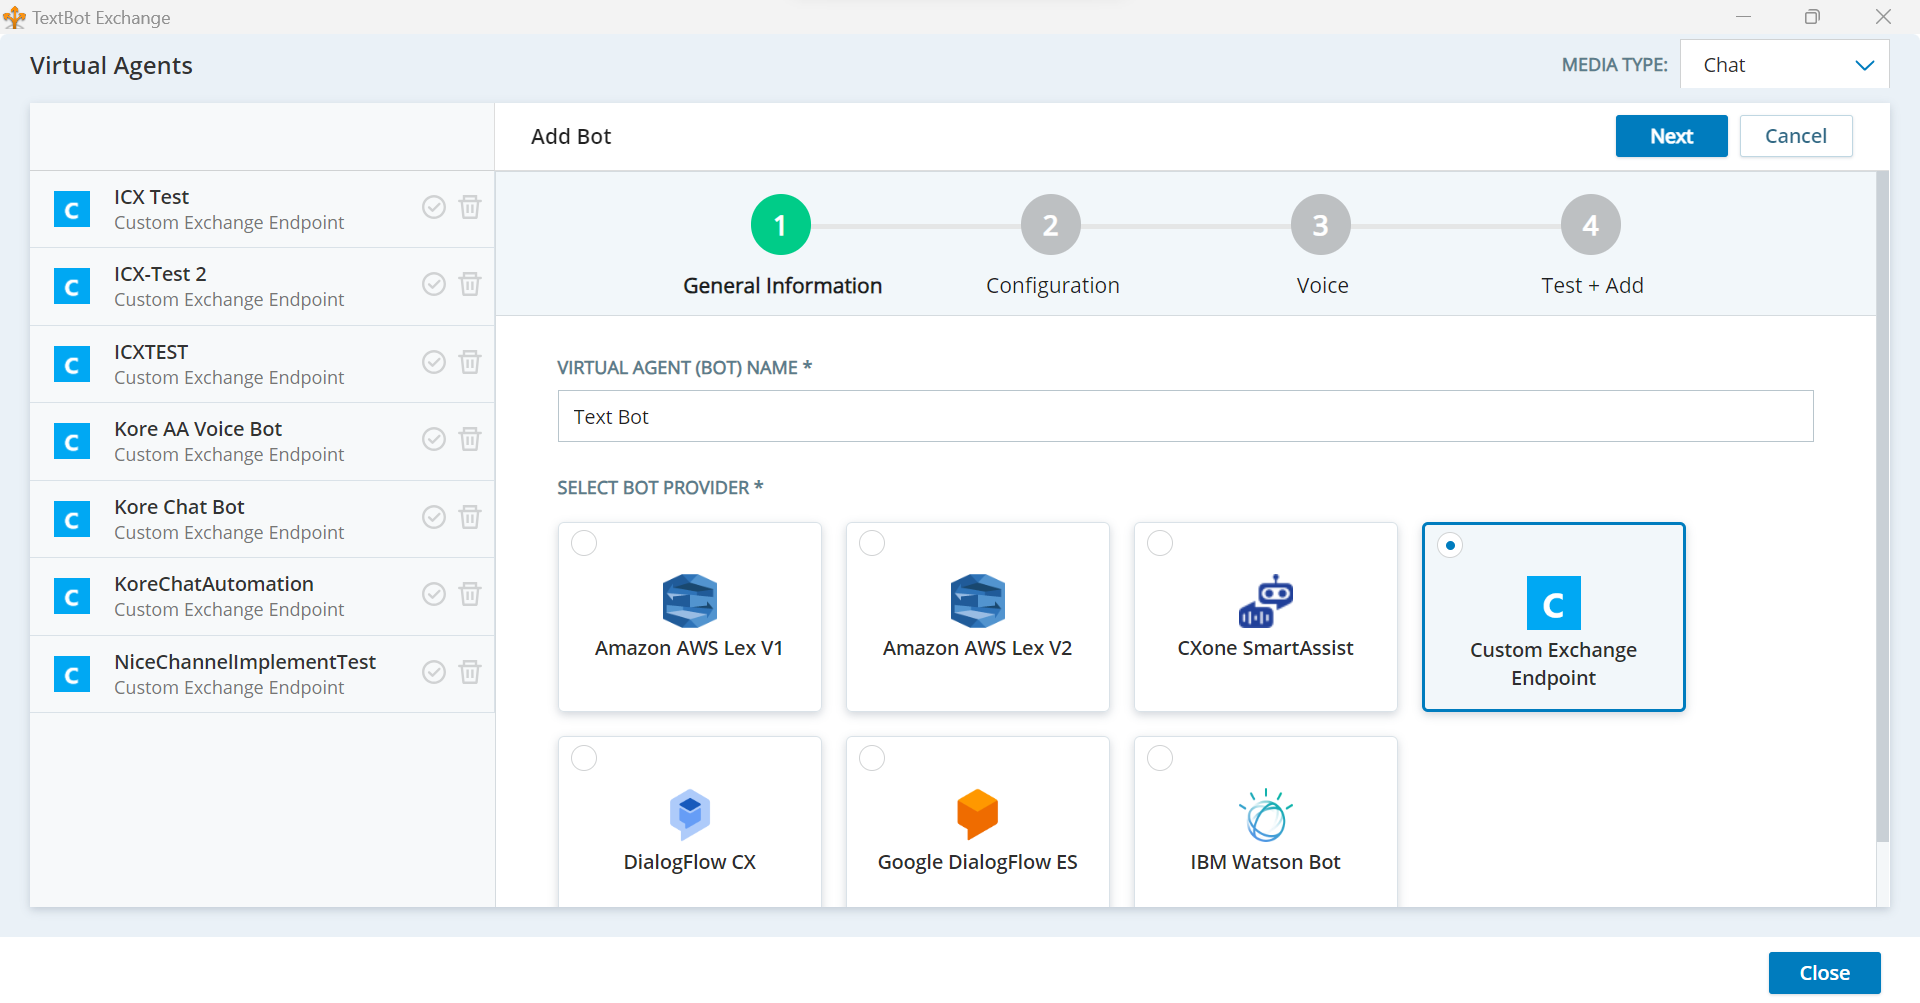 TextBot Exchange
Virtual Agents
MEDIA TYPE:
Chat
Add Bot
Next
Cancel
C
ICX Test
Custom Exchange Endpoint
C
ICX-Test 2
Custom Exchange Endpoint
C
ICXTEST
Custom Exchange Endpoint
C
Kore AA Voice Bot
Custom Exchange Endpoint
C
Kore Chat Bot
Custom Exchange Endpoint
C
KoreChatAutomation
Custom Exchange Endpoint
C
NiceChannelImplementTest
Custom Exchange Endpoint
1
2
3
4
General Information
Configuration
Voice
Test + Add
VIRTUAL AGENT (BOT) NAME *
Text Bot
SELECT BOT PROVIDER *
Amazon AWS Lex V1
Amazon AWS Lex V2
CXone SmartAssist
C
Custom Exchange
Endpoint
DialogFlow CX
Google DialogFlow ES
IBM Watson Bot
Close